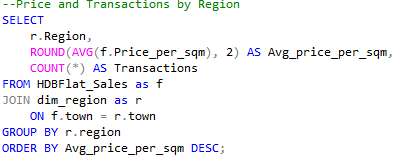 --Price and Transactions by Region
SELECT
    r.Region,
    ROUND(AVG(f.Price_per_sqm), 2) AS Avg_price_per_sqm,
    COUNT(*) AS Transactions
FROM HDBFlat_Sales as f
JOIN dim_region as r
    ON f.town = r.town
GROUP BY r.region
ORDER BY Avg_price_per_sqm DESC;